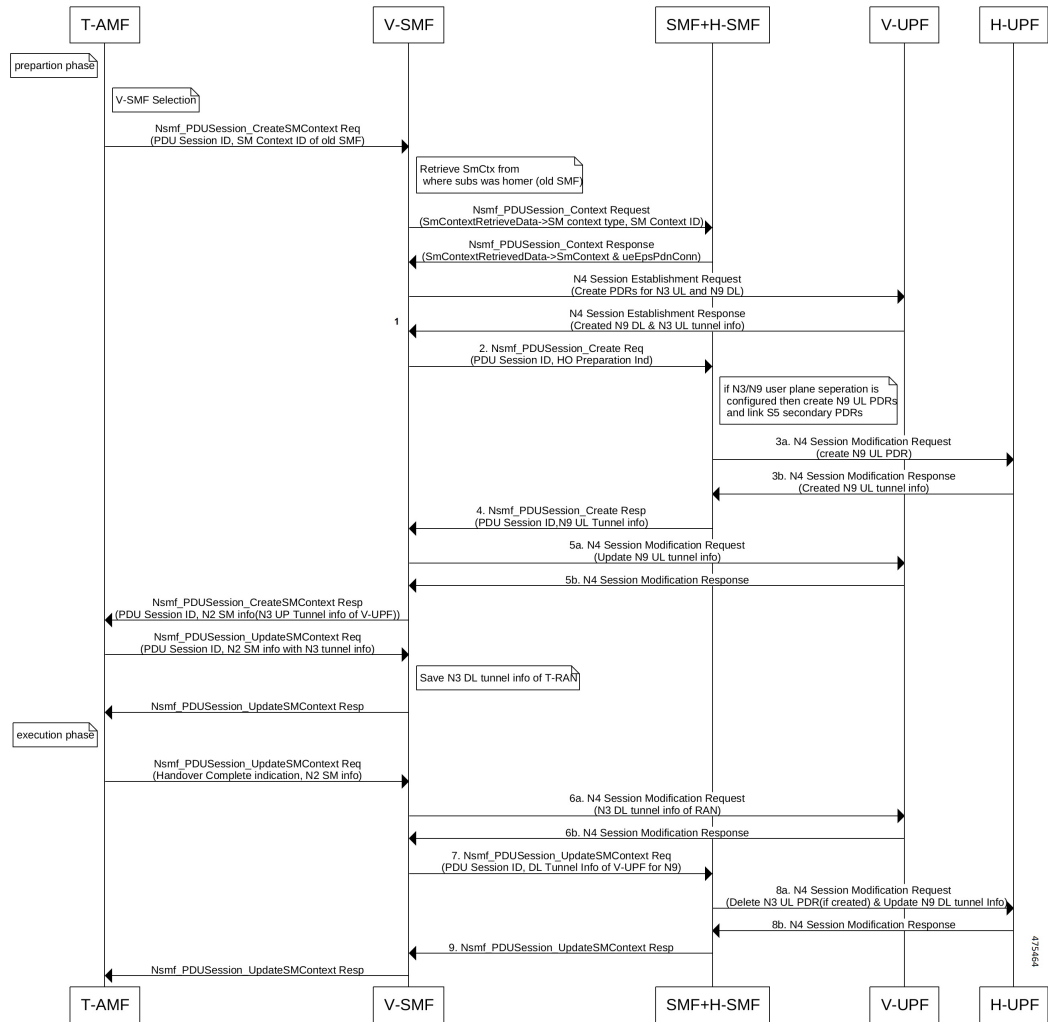 T-AMF
V-SMF
SMF+H-SMF
V-UPF
H-UPF
prepartion phase
V-SMF Selection
Nsmf_PDUSession_CreateSMContext Req
(PDU Session ID, SM Context ID of old SMF)
Retrieve SmCtx from
where subs was homer (old SMF)
Nsmf_PDUSession_Context Request
(SmContextRetrieveData->SM context type, SM Context ID)
Nsmf_PDUSession_Context Response
(SmContextRetrievedData->SmContext & ueEpsPdnConn)
N4 Session Establishment Request
(Create PDRs for N3 UL and N9 DL)
1
N4 Session Establishment Response
(Created N9 DL & N3 UL tunnel info)
2. Nsmf_PDUSession_Create Req
(PDU Session ID, HO Preparation Ind)
if N3/N9 user plane seperation is
configured then create N9 UL PDRs
and link S5 secondary PDRs
3a. N4 Session Modification Request
(create N9 UL PDR)
3b. N4 Session Modification Response
(Created N9 UL tunnel info)
4. Nsmf_PDUSession_Create Resp
(PDU Session ID,N9 UL Tunnel info)
5a. N4 Session Modification Request
(Update N9 UL tunnel info)
5b. N4 Session Modification Response
Nsmf_PDUSession_CreateSMContext Resp
(PDU Session ID, N2 SM info(N3 UP Tunnel info of V-UPF))
Nsmf_PDUSession_UpdateSMContext Req
(PDU Session ID, N2 SM info with N3 tunnel info)
Save N3 DL tunnel info of T-RAN
Nsmf_PDUSession_UpdateSMContext Resp
execution phase
Nsmf_PDUSession_UpdateSMContext Req
(Handover Complete indication, N2 SM info)
6a. N4 Session Modification Request
(N3 DL tunnel info of RAN)
6b. N4 Session Modification Response
7. Nsmf_PDUSession_UpdateSMContext Req
(PDU Session ID, DL Tunnel Info of V-UPF for N9)
8a. N4 Session Modification Request
(Delete N3 UL PDR(if created) & Update N9 DL tunnel Info)
8b. N4 Session Modification Response
9. Nsmf_PDUSession_UpdateSMContext Resp
Nsmf_PDUSession_UpdateSMContext Resp
475464
T-AMF
V-SMF
SMF+H-SMF
V-UPF
H-UPF